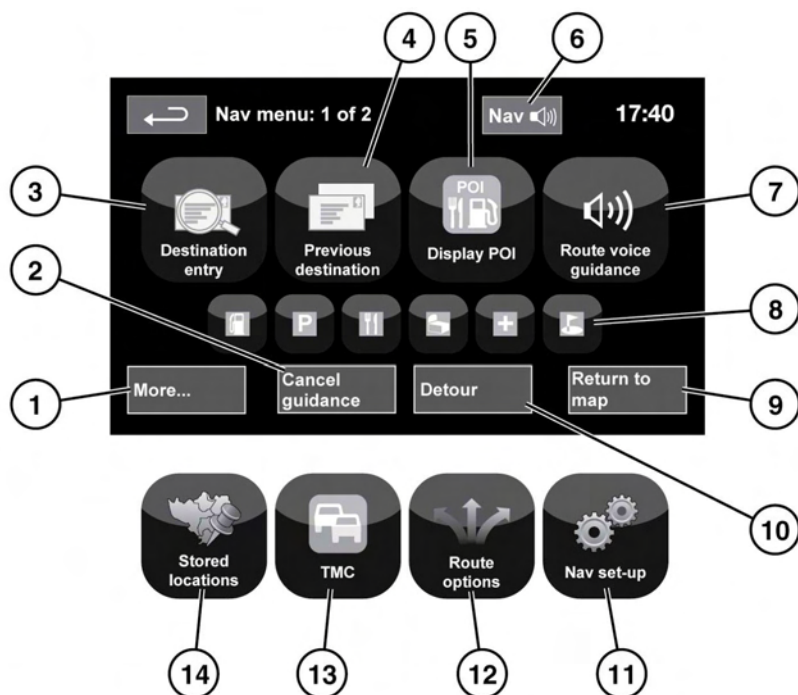 4
5
6
Nav menu: 1 of 2
Nav
17:40
3
7
POI
Destination
entry
Previous
destination
Display POI
Route voice
guidance
2
P
8
1
More...
Cancel
guidance
Detour
Return to
map
9
10
Stored
locations
TMC
Route
options
Nav set-up
14
13
12
11